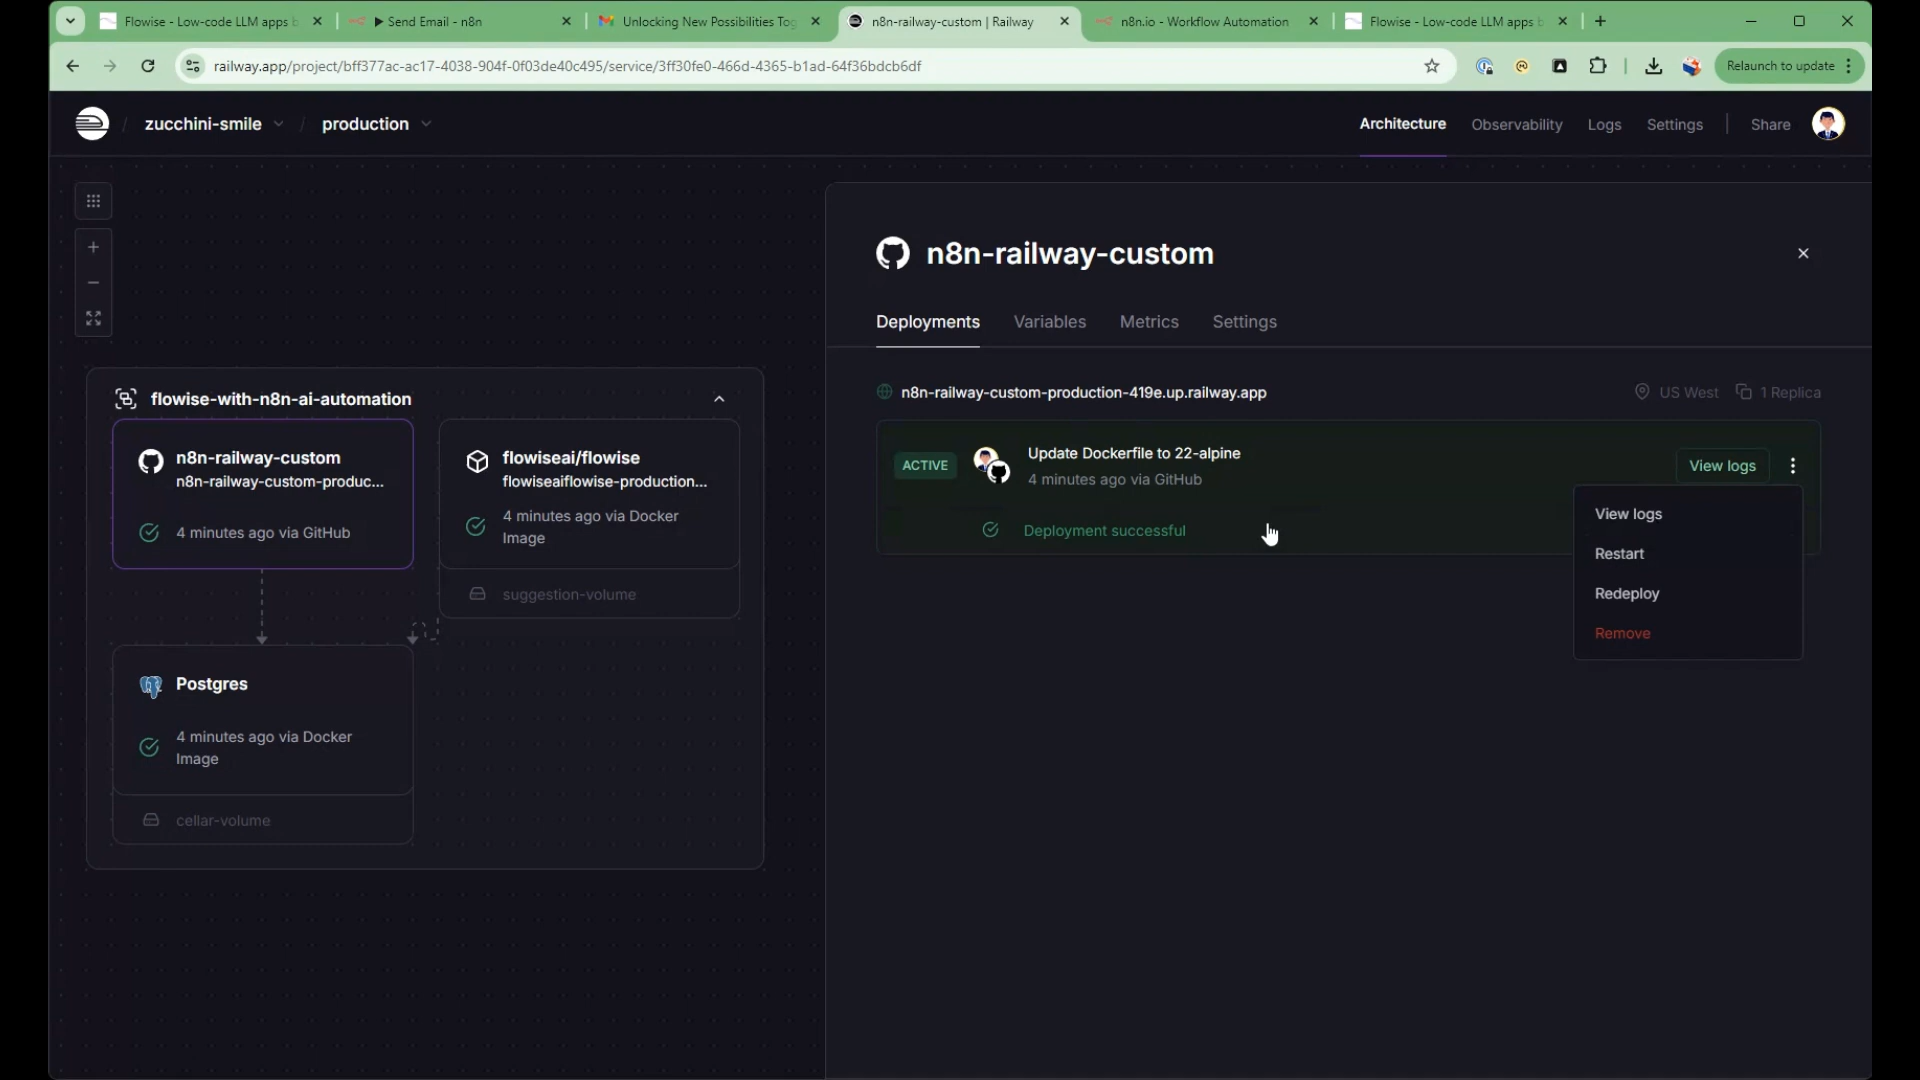 Flowise - Low-code LLM apps b
▶ Send Email - n8n
Unlocking New Possibilities Tog
n8n-railway-custom | Railway
n8n.io - Workflow Automation
Flowise - Low-code LLM apps b
railway.app/project/bff377ac-ac17-4038-904f-0f03de40c495/service/3ff30fe0-466d-4365-b1ad-64f36bdcb6df
Relaunch to update
/ zucchini-smile / production
Architecture
Observability
Logs
Settings
Share
n8n-railway-custom
Deployments
Variables
Metrics
Settings
n8n-railway-custom-production-419e.up.railway.app
US West
1 Replica
ACTIVE
Update Dockerfile to 22-alpine
4 minutes ago via GitHub
View logs
Deployment successful
View logs
Restart
Redeploy
Remove
flowise-with-n8n-ai-automation
n8n-railway-custom
n8n-railway-custom-produc...
4 minutes ago via GitHub
flowiseai/flowise
flowiseaiflowise-production...
4 minutes ago via Docker
Image
suggestion-volume
Postgres
4 minutes ago via Docker
Image
cellar-volume